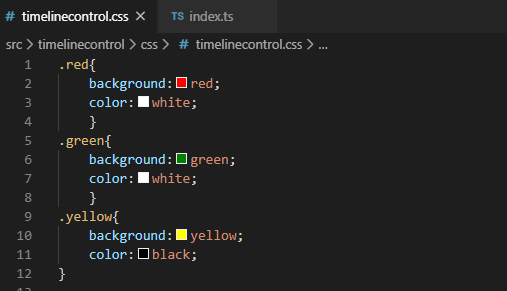 # timelinecontrol.css × TS index.ts
src > timelinecontrol > css > # timelinecontrol.css > ...
1 .red{
2 background: red;
3 color: white;
4 }
5 .green{
6 background: green;
7 color: white;
8 }
9 .yellow{
10 background: yellow;
11 color: black;
12 }